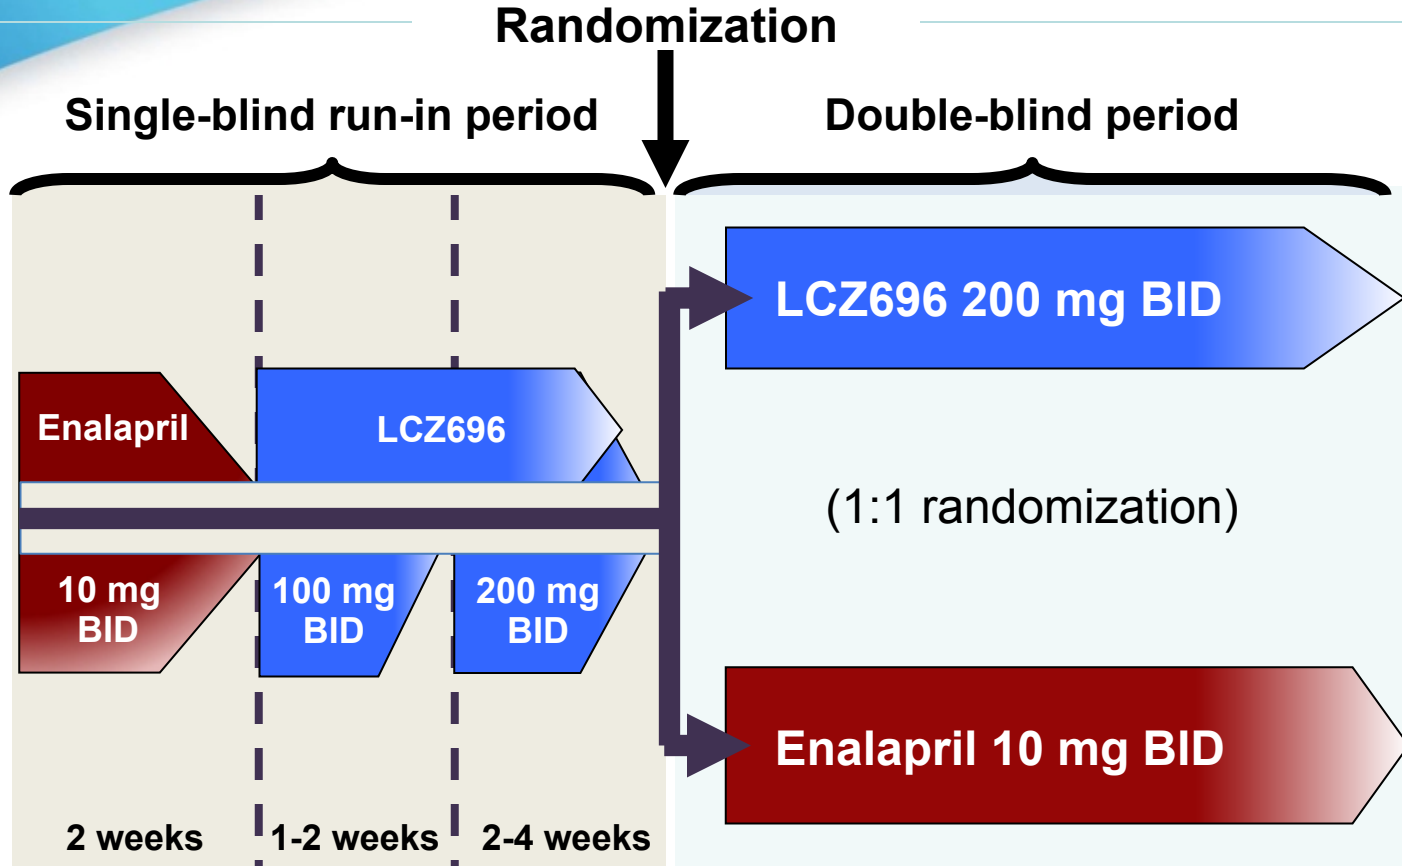 Randomization
Single-blind run-in period
Double-blind period
LCZ696 200 mg BID
Enalapril
LCZ696
(1:1 randomization)
10 mg
BID
100 mg
BID
200 mg
BID
Enalapril 10 mg BID
2 weeks
1-2 weeks
2-4 weeks